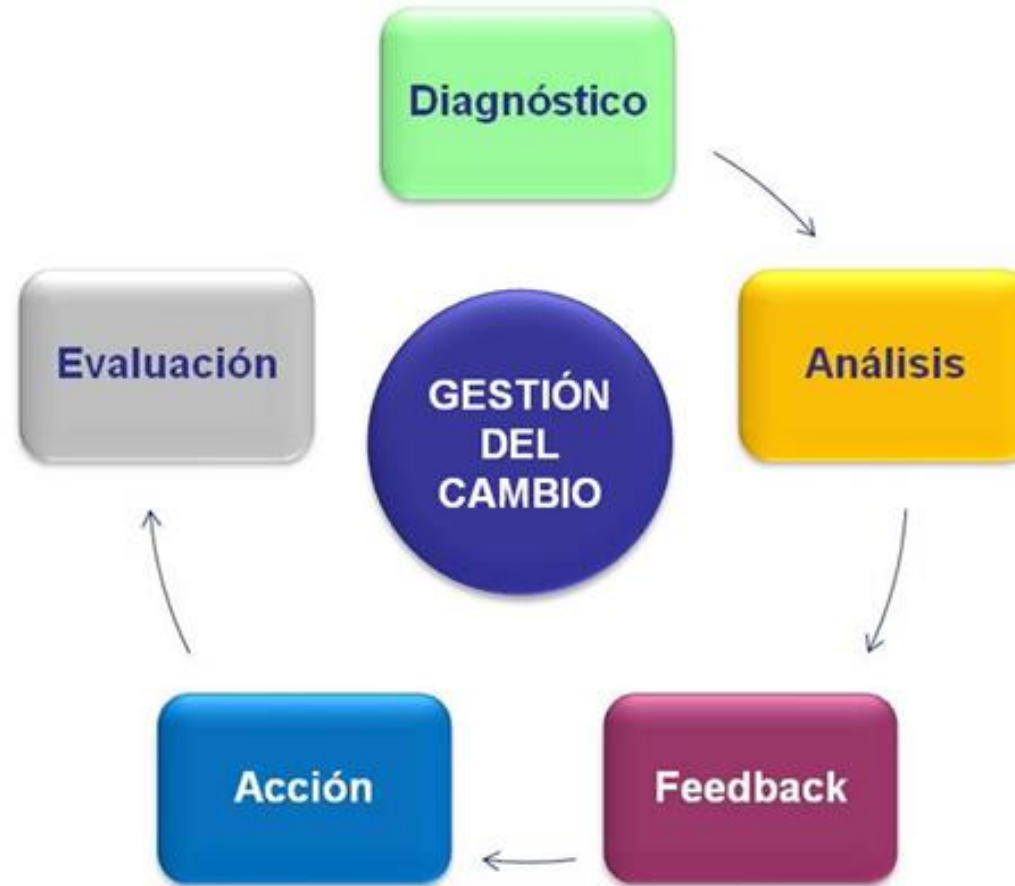 Diagnóstico
Análisis
Feedback
Acción
Evaluación
GESTIÓN
DEL
CAMBIO